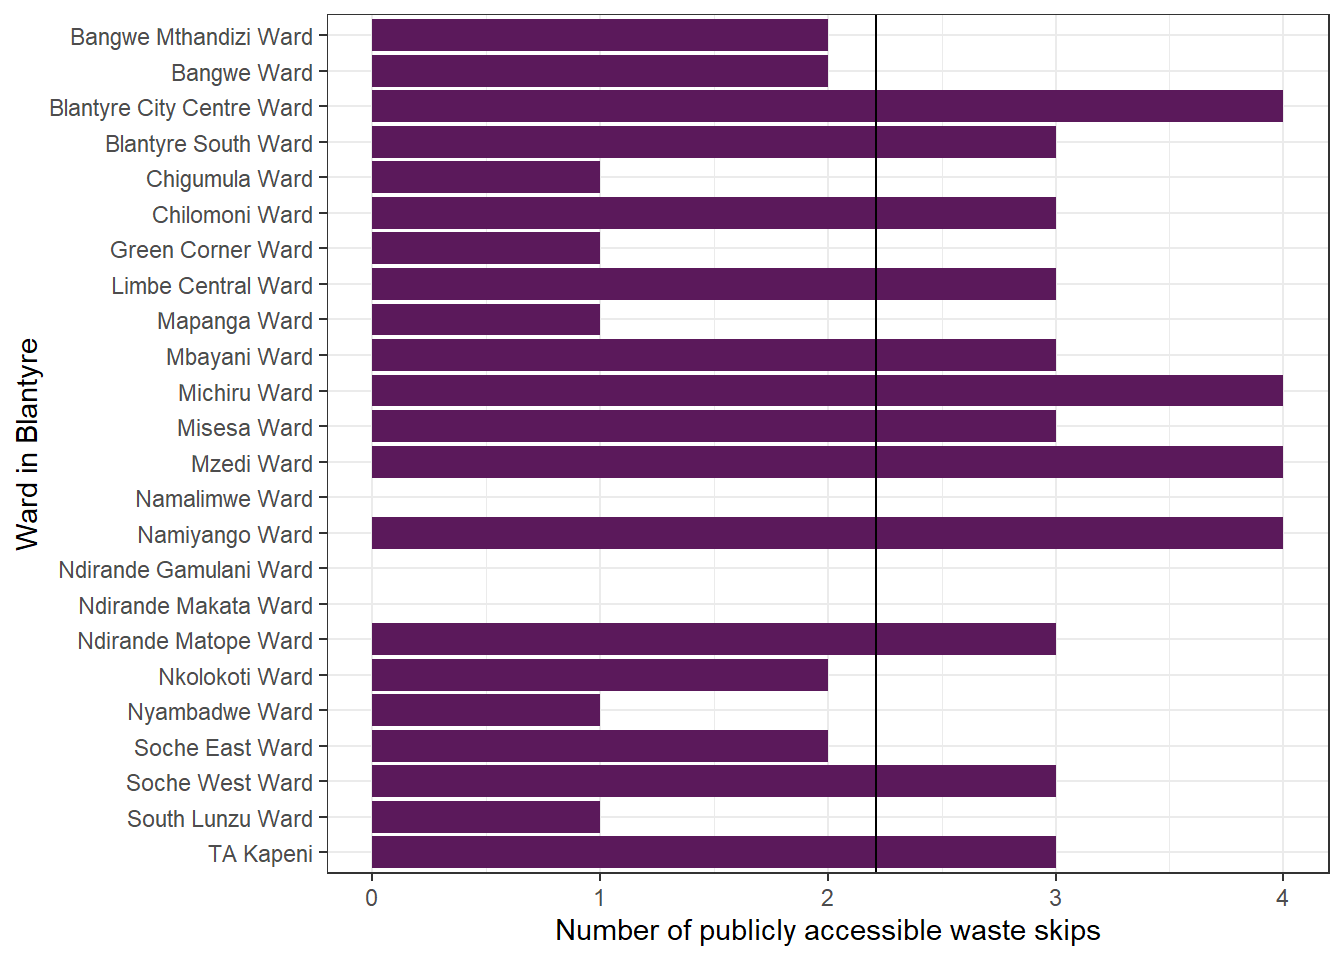 Bangwe Mthandizi Ward
Bangwe Ward
Blantyre City Centre Ward
Blantyre South Ward
Chigumula Ward
Chilomoni Ward
Green Corner Ward
Limbe Central Ward
Mapanga Ward
Mbayani Ward
Michiru Ward
Misesa Ward
Mzedi Ward
Namalimwe Ward
Namiyango Ward
Ndirande Gamulani Ward
Ndirande Makata Ward
Ndirande Matope Ward
Nkolokoti Ward
Nyambadwe Ward
Soche East Ward
Soche West Ward
South Lunzu Ward
TA Kapeni
Ward in Blantyre
0 1 2 3 4
Number of publicly accessible waste skips